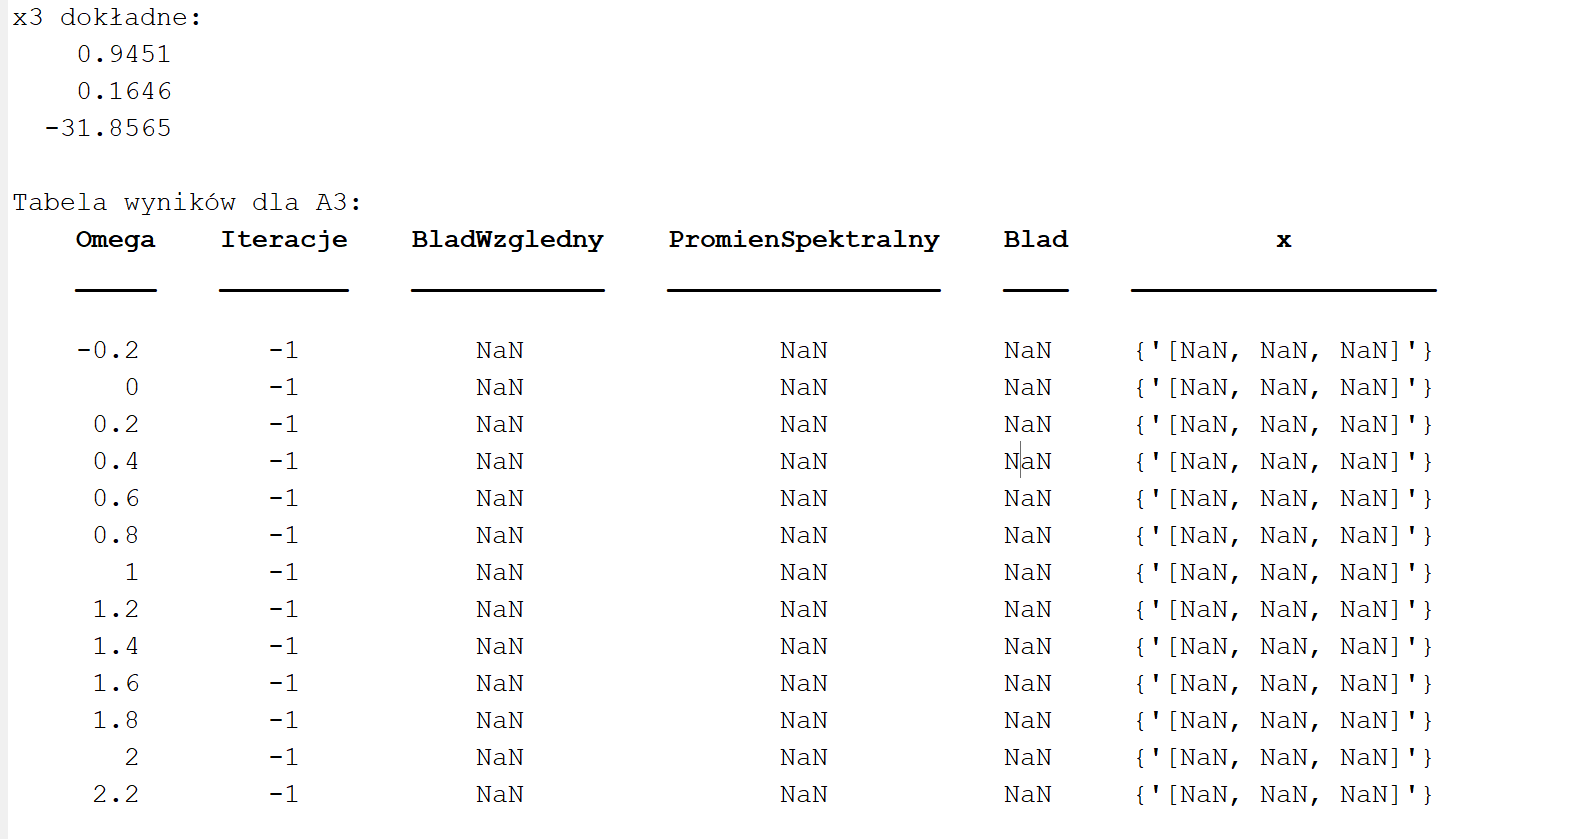 x3 dokładne:
0.9451
0.1646
-31.8565
Tabela wyników dla A3:
Omega Iteracje BladWzgledny PromienSpektralny Blad x
-0.2 -1 NaN NaN NaN {'[NaN, NaN, NaN]'}
0 -1 NaN NaN NaN {'[NaN, NaN, NaN]'}
0.2 -1 NaN NaN NaN {'[NaN, NaN, NaN]'}
0.4 -1 NaN NaN NaN {'[NaN, NaN, NaN]'}
0.6 -1 NaN NaN NaN {'[NaN, NaN, NaN]'}
0.8 -1 NaN NaN NaN {'[NaN, NaN, NaN]'}
1 -1 NaN NaN NaN {'[NaN, NaN, NaN]'}
1.2 -1 NaN NaN NaN {'[NaN, NaN, NaN]'}
1.4 -1 NaN NaN NaN {'[NaN, NaN, NaN]'}
1.6 -1 NaN NaN NaN {'[NaN, NaN, NaN]'}
1.8 -1 NaN NaN NaN {'[NaN, NaN, NaN]'}
2 -1 NaN NaN NaN {'[NaN, NaN, NaN]'}
2.2 -1 NaN NaN NaN {'[NaN, NaN, NaN]'}